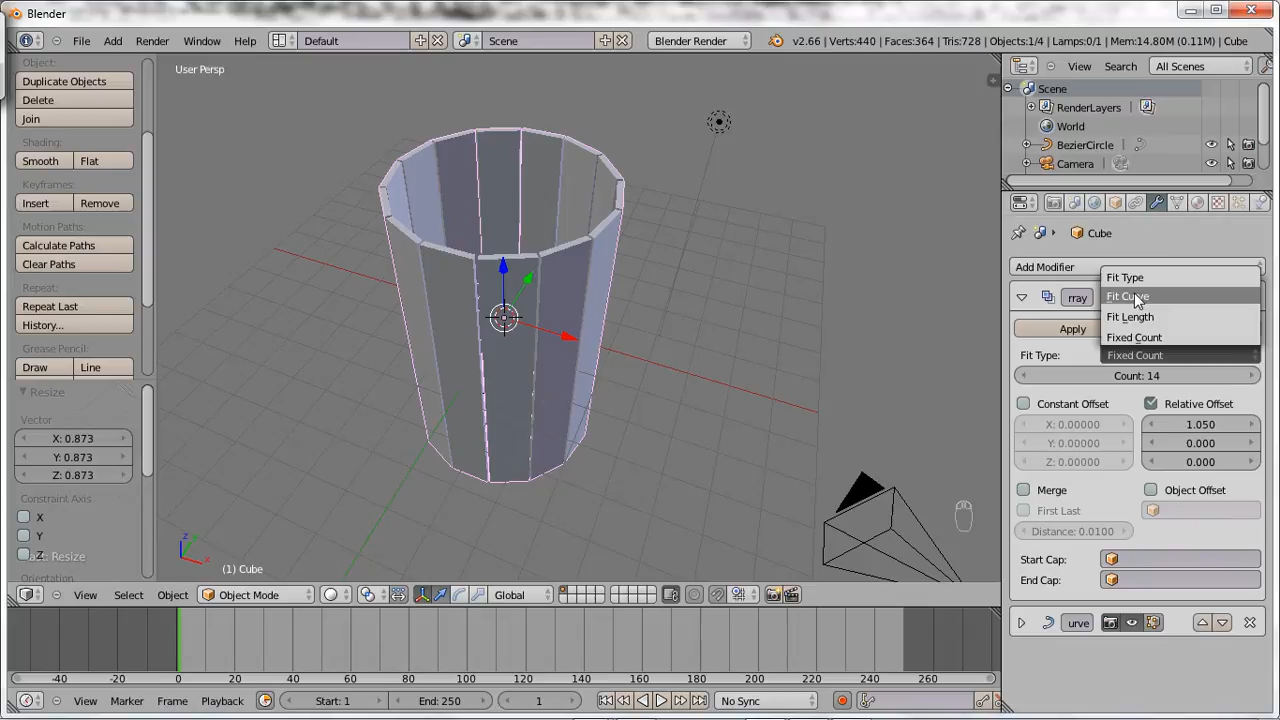 Blender
File Add Render Window Help Default Scene Blender Render v2.66 | Verts:440 | Faces:364 | Tris:728 | Objects:1/4 | Lamps:0/1 | Mem:14.80M (0.11M) | Cube
View Search All Scenes
Object:
Duplicate Objects
Delete
Join
Shading:
Smooth Flat
Keyframes:
Insert Remove
Motion Paths:
Calculate Paths
Clear Paths
Repeat:
Repeat Last
History...
Grease Pencil:
Draw Line
Resize
Vector
X: 0.873
Y: 0.873
Z: 0.873
Constraint Axis
X
Y
Z
Orientation
User Persp
z
x
(1) Cube
View Select Object Object Mode Global
-40 -20 0 20 40 60 80 100 120 140 160 180 200 220 240 260
View Marker Frame Playback Start: 1 End: 250 1 No Sync
Scene
RenderLayers
World
BezierCircle
Camera
Cube
Add Modifier
rray
Apply
Fit Type
Fit Curve
Fit Length
Fixed Count
Fit Type: Fixed Count
Count: 14
Constant Offset Relative Offset
X: 0.00000 1.050
Y: 0.00000 0.000
Z: 0.00000 0.000
Merge Object Offset
First Last
Distance: 0.0100
Start Cap:
End Cap:
urve